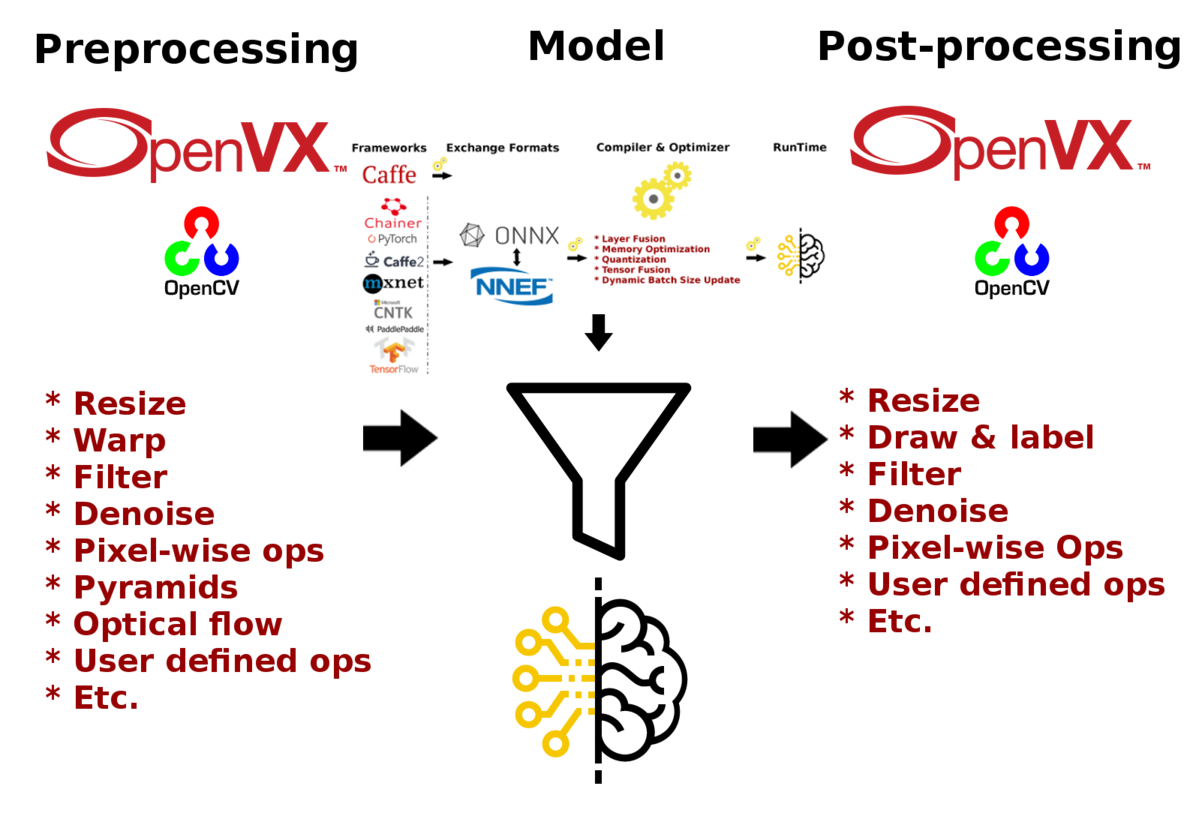 Preprocessing
OpenVX™
OpenCV
* Resize
* Warp
* Filter
* Denoise
* Pixel-wise ops
* Pyramids
* Optical flow
* User defined ops
* Etc.
Model
Frameworks
Caffe
Chainer
PyTorch
Caffe2
mxnet
Microsoft
CNTK
PaddlePaddle
TensorFlow
Exchange Formats
ONNX
NNEF
Compiler & Optimizer
* Layer Fusion
* Memory Optimization
* Quantization
* Tensor Fusion
* Dynamic Batch Size Update
RunTime
Post-processing
OpenVX™
OpenCV
* Resize
* Draw & label
* Filter
* Denoise
* Pixel-wise Ops
* User defined ops
* Etc.